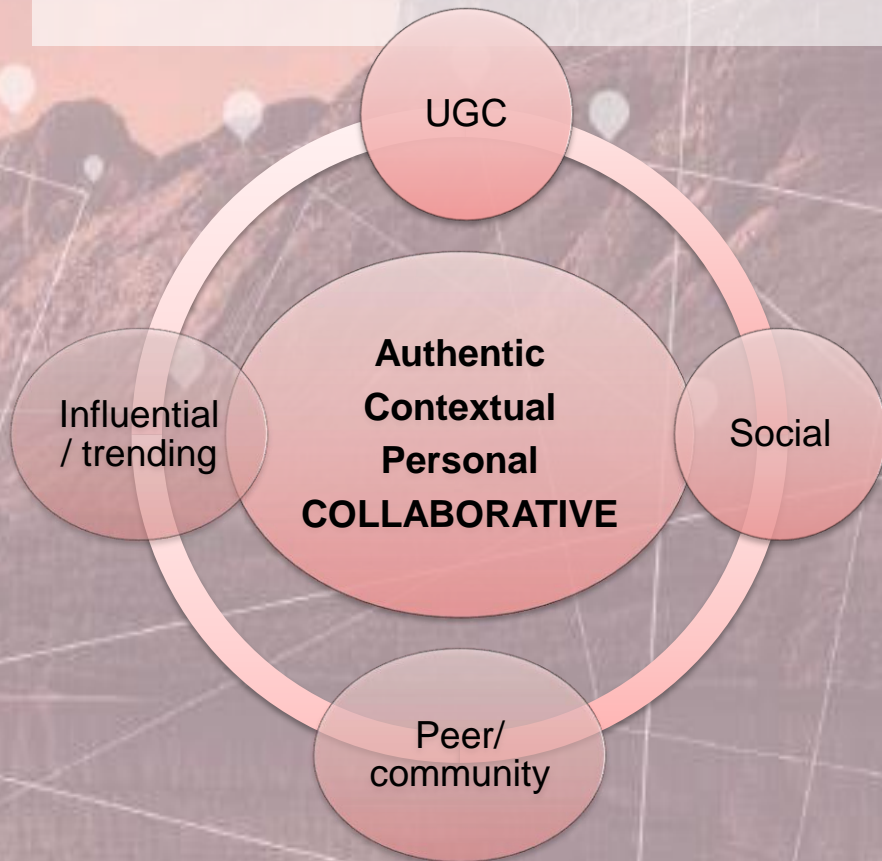 UGC
Authentic
Contextual
Personal
COLLABORATIVE
Influential
/ trending
Social
Peer/
community